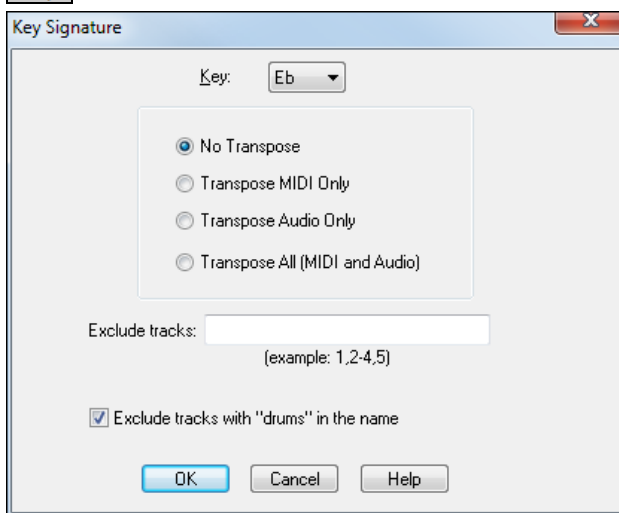 Key Signature
Key: Eb
No Transpose
Transpose MIDI Only
Transpose Audio Only
Transpose All (MIDI and Audio)
Exclude tracks:
(example: 1,2-4,5)
Exclude tracks with "drums" in the name
OK Cancel Help